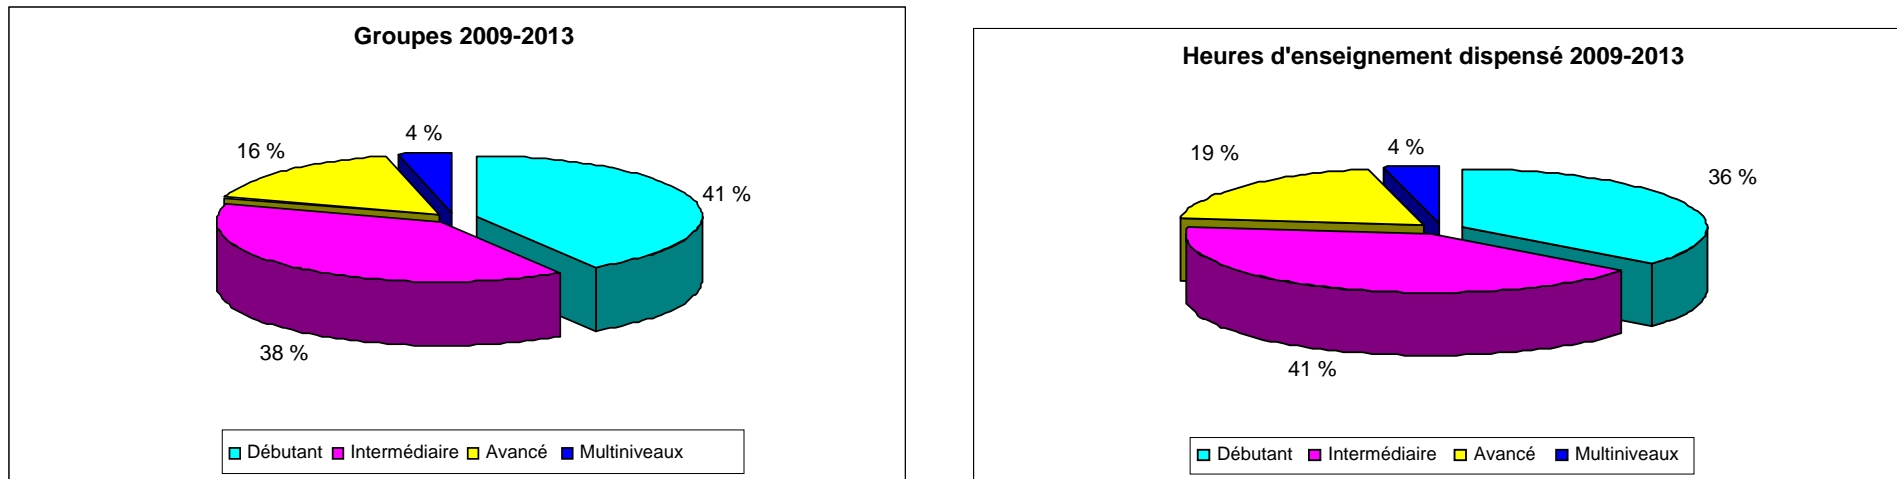 Groupes 2009-2013
4 %
16 %
41 %
38 %
Débutant Intermédiaire Avancé Multiniveaux
Heures d'enseignement dispensé 2009-2013
4 %
19 %
36 %
41 %
Débutant Intermédiaire Avancé Multiniveaux